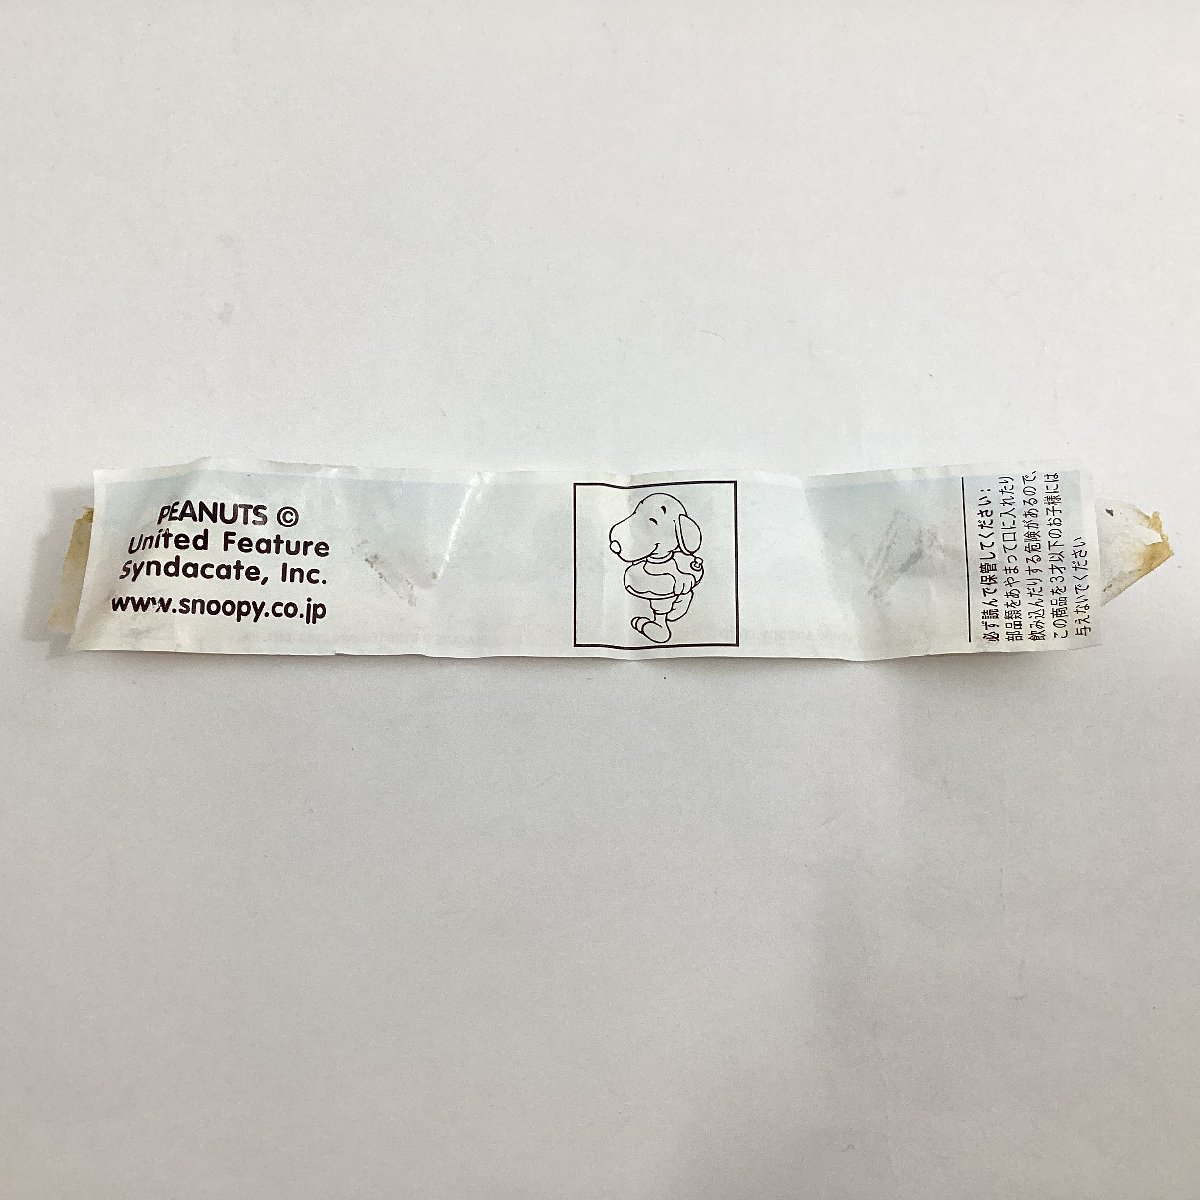 PEANUTS ©
United Feature
Syndacate, Inc.
www.snoopy.co.jp
必ず読んで保管してください:
部品類をあやまって口に入れたり
飲み込んだりする危険があるので、
この商品を3才以下のお子様には
与えないでください